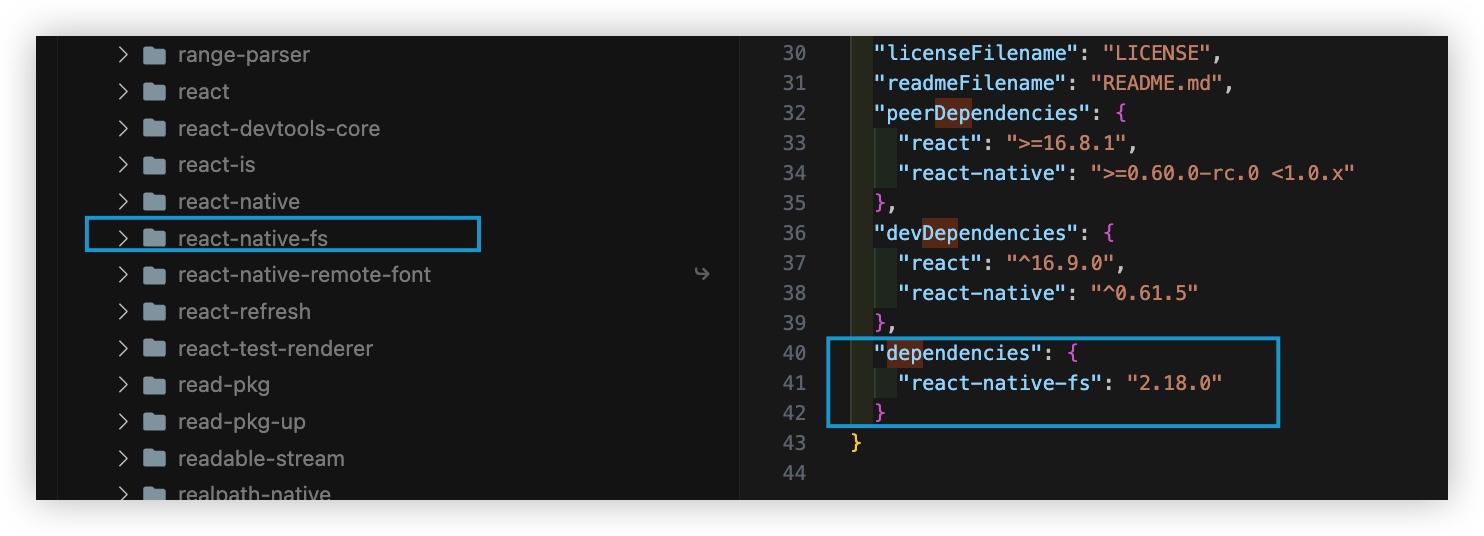 range-parser
react
react-devtools-core
react-is
react-native
react-native-fs
react-native-remote-font
react-refresh
react-test-renderer
read-pkg
read-pkg-up
readable-stream
realpath-native
30 "licenseFilename": "LICENSE",
31 "readmeFilename": "README.md",
32 "peerDependencies": {
33 "react": ">=16.8.1",
34 "react-native": ">=0.60.0-rc.0 <1.0.x"
35 },
36 "devDependencies": {
37 "react": "^16.9.0",
38 "react-native": "^0.61.5"
39 },
40 "dependencies": {
41 "react-native-fs": "2.18.0"
42 }
43 }
44